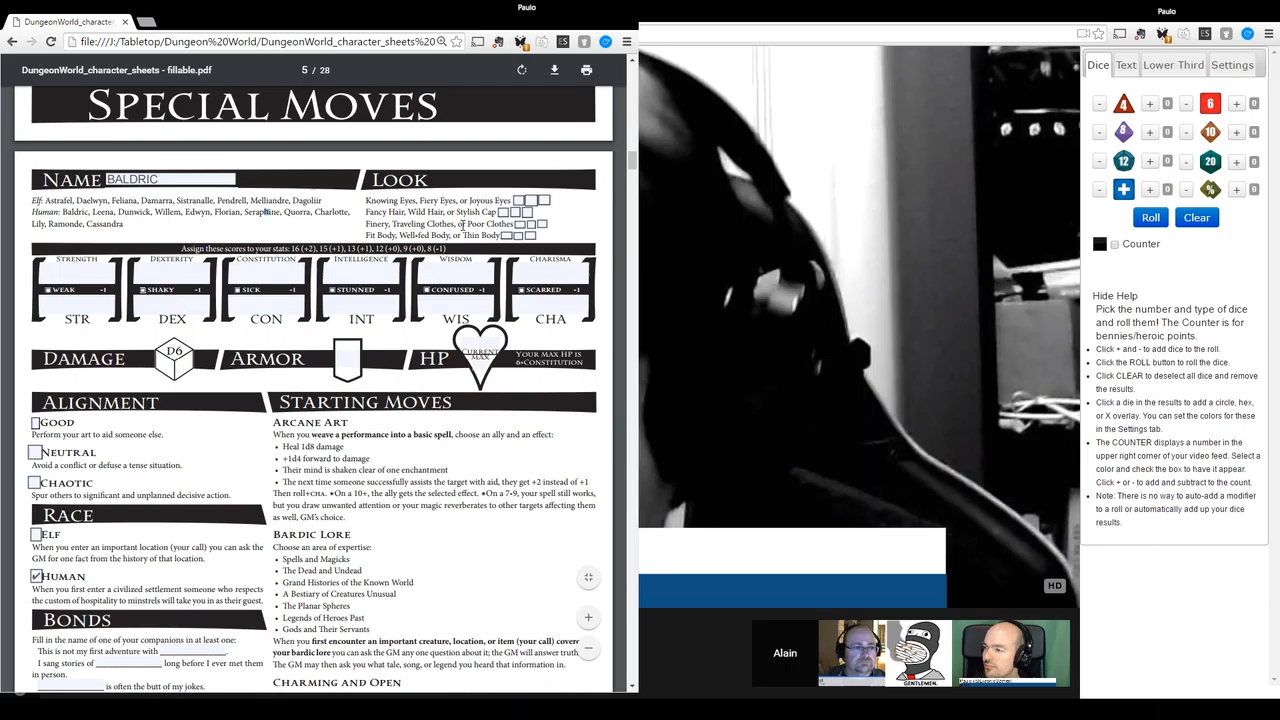 Paulo
Paulo
DungeonWorld_character_
file:///J:/Tabletop/Dungeon%20World/DungeonWorld_character_sheets%20
DungeonWorld_character_sheets - fillable.pdf
5 / 28
SPECIAL MOVES
NAME BALDRIC
LOOK
Elf: Astrafel, Daelwyn, Feliana, Damarra, Sistranalle, Pendrell, Melliandre, Dagoliir
Human: Baldric, Leena, Dunwick, Willem, Edwyn, Florian, Seraphine, Quorra, Charlotte,
Lily, Ramonde, Cassandra
Knowing Eyes, Fiery Eyes, or Joyous Eyes
Fancy Hair, Wild Hair, or Stylish Cap
Finery, Traveling Clothes, or Poor Clothes
Fit Body, Well-fed Body, or Thin Body
Assign these scores to your stats: 16 (+2), 15 (+1), 13 (+1), 12 (+0), 9 (+0), 8 (-1)
STRENGTH DEXTERITY CONSTITUTION INTELLIGENCE WISDOM CHARISMA
WEAK -1 SHAKY -1 SICK -1 STUNNED -1 CONFUSED -1 SCARRED -1
STR DEX CON INT WIS CHA
DAMAGE D6 ARMOR HP CURRENT
MAX
YOUR MAX HP IS
6+CONSTITUTION
ALIGNMENT
GOOD
Perform your art to aid someone else.
NEUTRAL
Avoid a conflict or defuse a tense situation.
CHAOTIC
Spur others to significant and unplanned decisive action.
RACE
ELF
When you enter an important location (your call) you can ask the
GM for one fact from the history of that location.
HUMAN
When you first enter a civilized settlement someone who respects
the custom of hospitality to minstrels will take you in as their guest.
BONDS
Fill in the name of one of your companions in at least one:
This is not my first adventure with ______________.
I sang stories of ______________ long before I ever met them
in person.
______________ is often the butt of my jokes.
STARTING MOVES
ARCANE ART
When you weave a performance into a basic spell, choose an ally and an effect:
• Heal 1d8 damage
• +1d4 forward to damage
• Their mind is shaken clear of one enchantment
• The next time someone successfully assists the target with aid, they get +2 instead of +1
Then roll+CHA. •On a 10+, the ally gets the selected effect. •On a 7-9, your spell still works,
but you draw unwanted attention or your magic reverberates to other targets affecting them
as well, GM's choice.
BARDIC LORE
Choose an area of expertise:
• Spells and Magicks
• The Dead and Undead
• Grand Histories of the Known World
• A Bestiary of Creatures Unusual
• The Planar Spheres
• Legends of Heroes Past
• Gods and Their Servants
When you first encounter an important creature, location, or item (your call) covere
your bardic lore you can ask the GM any one question about it; the GM will answer truth
The GM may then ask you what tale, song, or legend you heard that information in.
CHARMING AND OPEN
HD
Alain
GENTLEMEN.
Dice Text Lower Third Settings
- 4 + 0 - 6 + 0
- 8 + 0 - 10 + 0
- 12 + 0 - 20 + 0
- + + 0 - % + 0
Roll Clear
Counter
Hide Help
Pick the number and type of dice
and roll them! The Counter is for
bennies/heroic points.
• Click + and - to add dice to the roll.
• Click the ROLL button to roll the dice.
• Click CLEAR to deselect all dice and remove
the results.
• Click a die in the results to add a circle, hex,
or X overlay. You can set the colors for these
in the Settings tab.
• The COUNTER displays a number in the
upper right corner of your video feed. Select a
color and check the box to have it appear.
Click + or - to add and subtract to the count.
• Note: There is no way to auto-add a modifier
to a roll or automatically add up your dice
results.